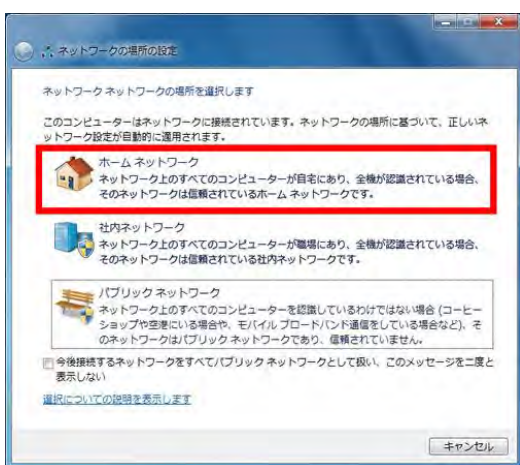 ネットワークの場所の設定
ネットワーク ネットワークの場所を選択します
このコンピューターはネットワークに接続されています。ネットワークの場所に基づいて、正しいネ
ットワーク設定が自動的に適用されます。
ホーム ネットワーク
ネットワーク上のすべてのコンピューターが自宅にあり、全機が認識されている場合、
そのネットワークは信頼されているホーム ネットワークです。
社内ネットワーク
ネットワーク上のすべてのコンピューターが職場にあり、全機が認識されている場合、
そのネットワークは信頼されている社内ネットワークです。
パブリック ネットワーク
ネットワーク上のすべてのコンピューターを認識しているわけではない場合 (コーヒー
ショップや空港にいる場合や、モバイル ブロードバンド通信をしている場合など)、そ
のネットワークはパブリック ネットワークであり、信頼されていません。
今後接続するネットワークをすべてパブリック ネットワークとして扱い、このメッセージを二度と
表示しない
選択についての説明を表示します
キャンセル